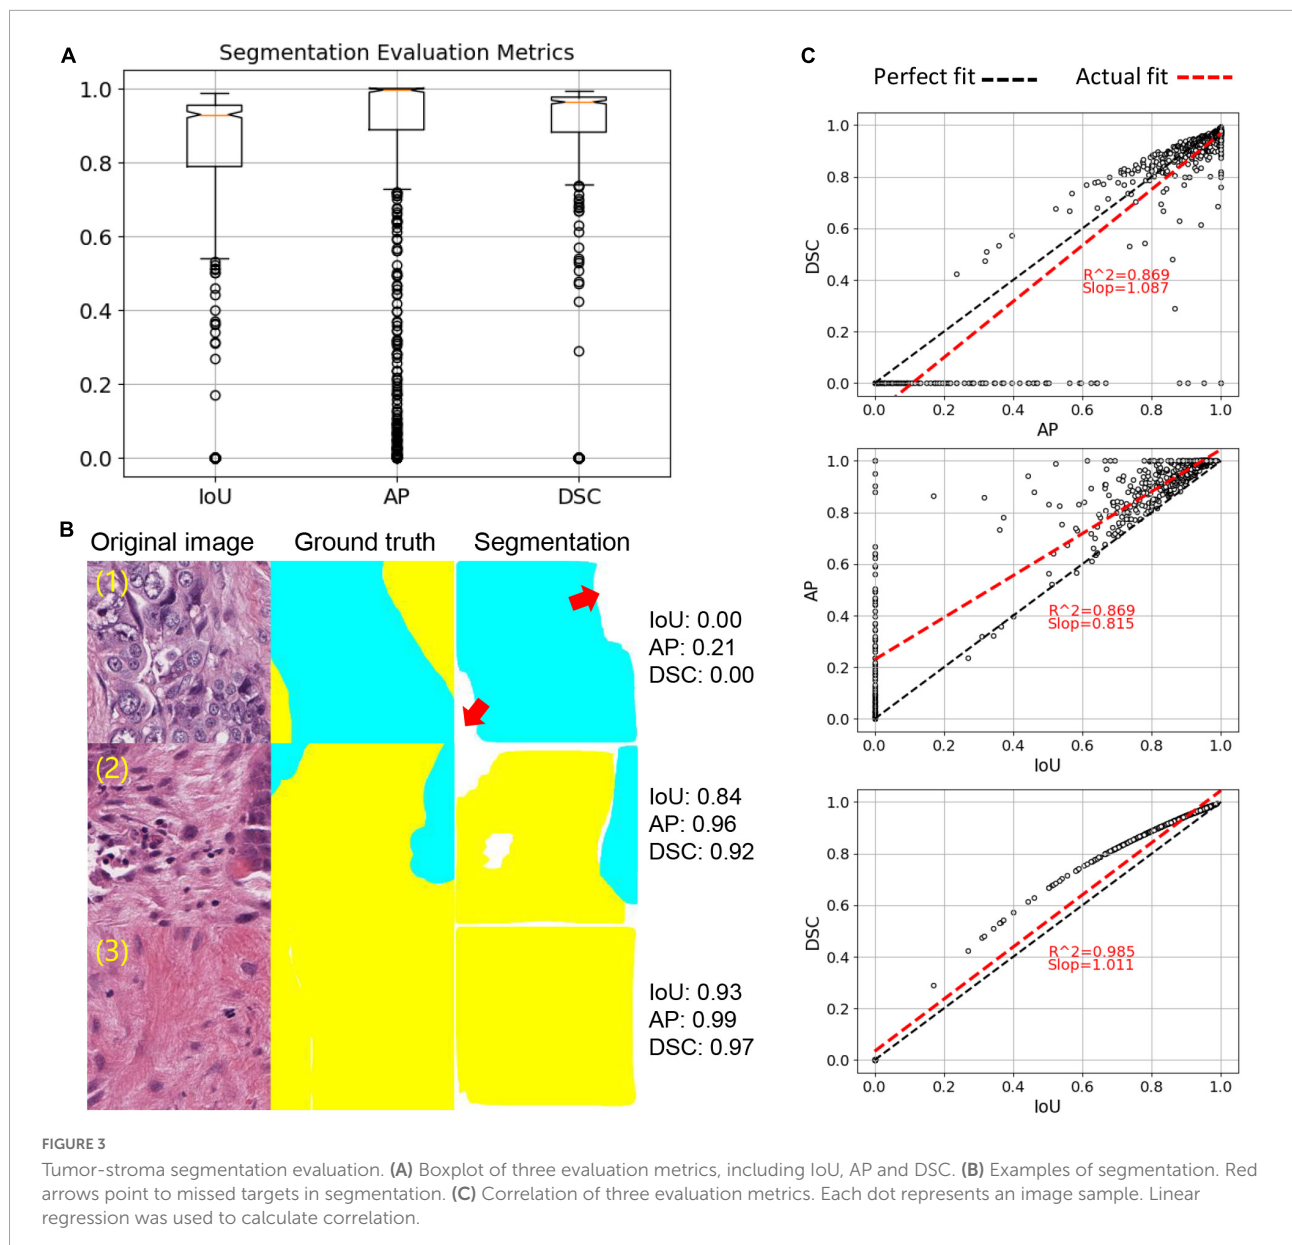 A
Segmentation Evaluation Metrics
1.0
0.8
0.6
0.4
0.2
0.0
IoU AP DSC
B
Original image Ground truth Segmentation
(1)
IoU: 0.00
AP: 0.21
DSC: 0.00
(2)
IoU: 0.84
AP: 0.96
DSC: 0.92
(3)
IoU: 0.93
AP: 0.99
DSC: 0.97
C
Perfect fit Actual fit
1.0
0.8
0.6
0.4
0.2
0.0
DSC
R^2=0.869
Slop=1.087
0.0 0.2 0.4 0.6 0.8 1.0
AP
1.0
0.8
0.6
0.4
0.2
0.0
AP
R^2=0.869
Slop=0.815
0.0 0.2 0.4 0.6 0.8 1.0
IoU
1.0
0.8
0.6
0.4
0.2
0.0
DSC
R^2=0.985
Slop=1.011
0.0 0.2 0.4 0.6 0.8 1.0
IoU
FIGURE 3
Tumor-stroma segmentation evaluation. (A) Boxplot of three evaluation metrics, including IoU, AP and DSC. (B) Examples of segmentation. Red
arrows point to missed targets in segmentation. (C) Correlation of three evaluation metrics. Each dot represents an image sample. Linear
regression was used to calculate correlation.